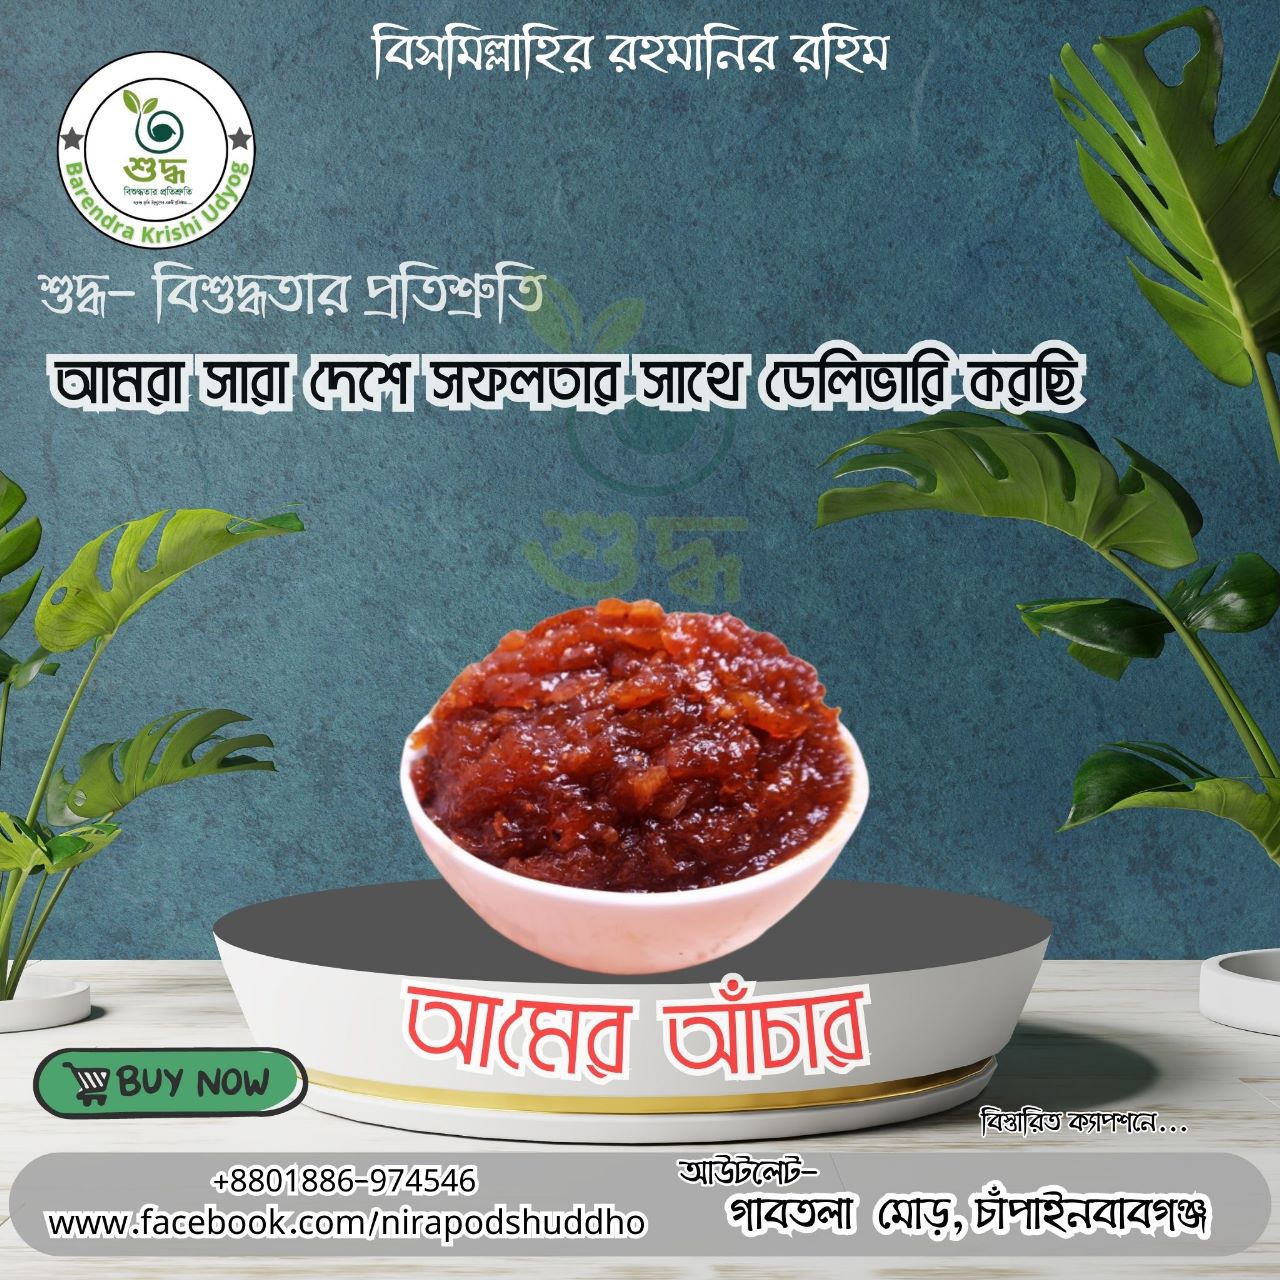 বিসমিল্লাহির রহমানির রহিম
শুদ্ধ
বিশুদ্ধতার প্রতিশ্রুতি
Barendra Krishi Udyog
শুদ্ধ- বিশুদ্ধতার প্রতিশ্রুতি
আমরা সারা দেশে সফলতার সাথে ডেলিভারি করছি
শুদ্ধ
আমের আঁচার
BUY NOW
বিস্তারিত ক্যাপশনে...
+8801886-974546
www.facebook.com/nirapodshuddho
আউটলেট-
গাবতলা মোড়, চাঁপাইনবাবগঞ্জ